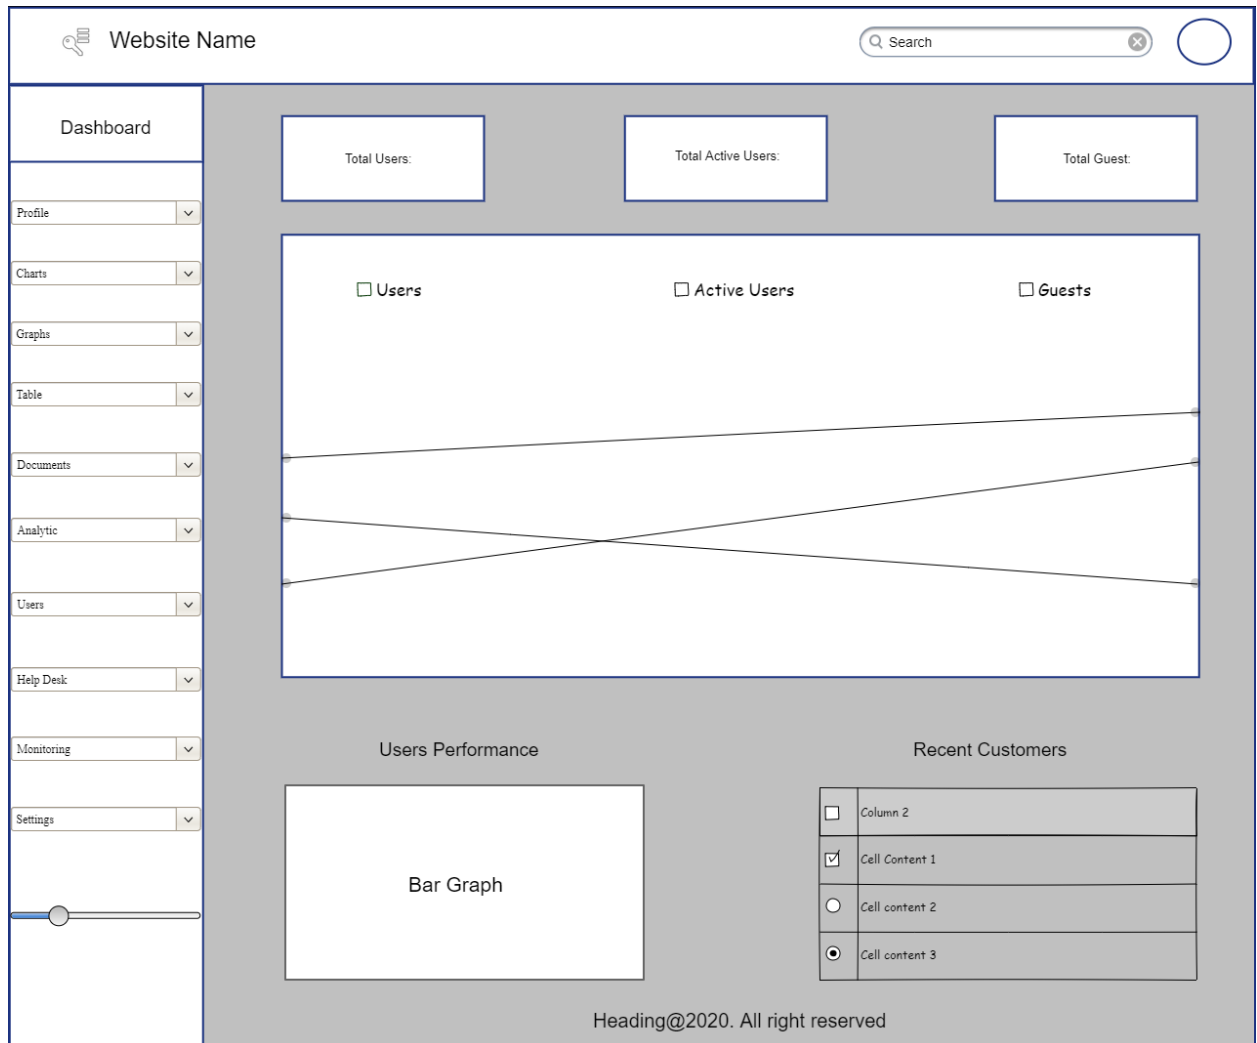 Website Name
Search
Dashboard
Profile
Charts
Graphs
Table
Documents
Analytic
Users
Help Desk
Monitoring
Settings
Total Users:
Total Active Users:
Total Guest:
Users
Active Users
Guests
Users Performance
Bar Graph
Recent Customers
Column 2
Cell Content 1
Cell content 2
Cell content 3
Heading@2020. All right reserved